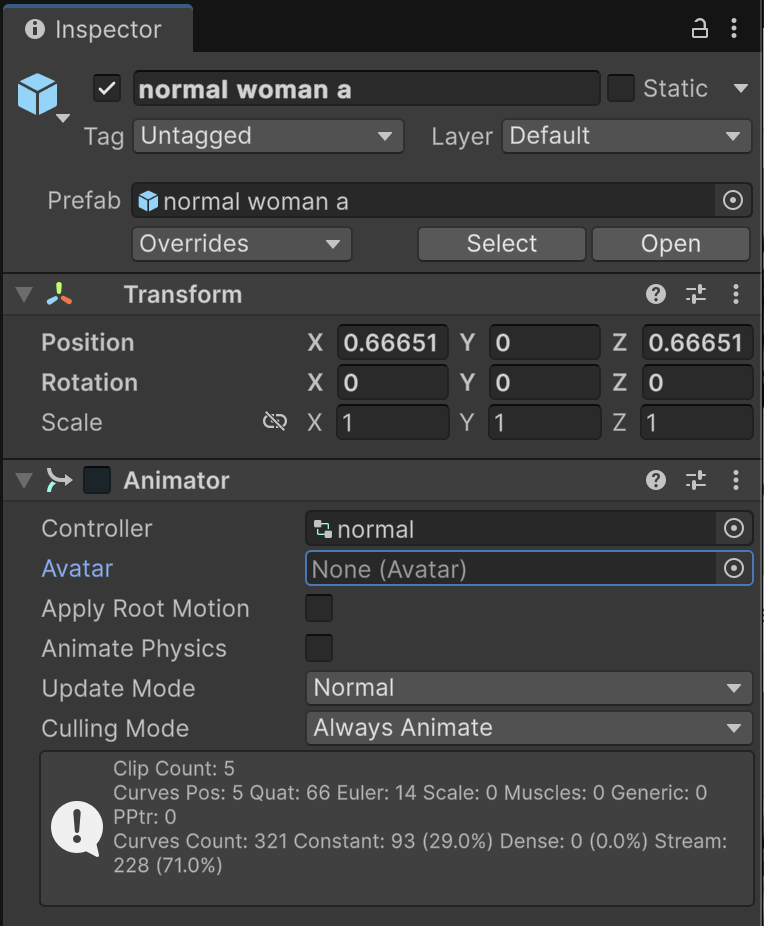 Inspector
normal woman a
Static
Tag Untagged Layer Default
Prefab normal woman a
Overrides Select Open
Transform
Position X 0.66651 Y 0 Z 0.66651
Rotation X 0 Y 0 Z 0
Scale X 1 Y 1 Z 1
Animator
Controller normal
Avatar None (Avatar)
Apply Root Motion
Animate Physics
Update Mode Normal
Culling Mode Always Animate
Clip Count: 5
Curves Pos: 5 Quat: 66 Euler: 14 Scale: 0 Muscles: 0 Generic: 0
PPtr: 0
Curves Count: 321 Constant: 93 (29.0%) Dense: 0 (0.0%) Stream:
228 (71.0%)